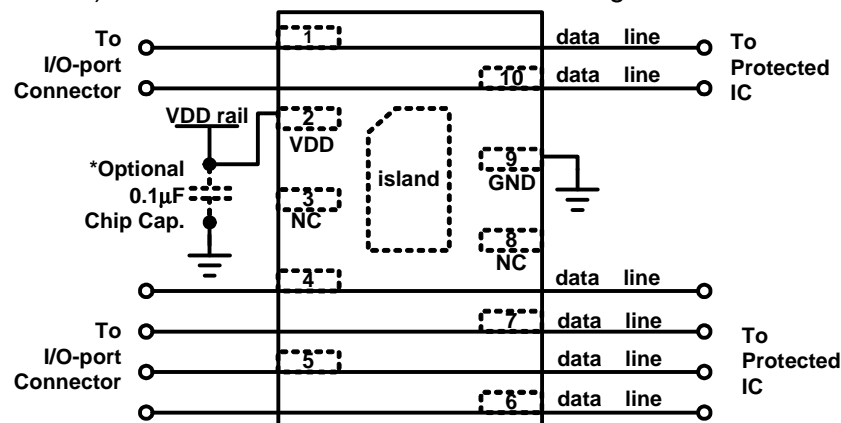 To
I/O-port
Connector
1
data line
10
data line
To
Protected
IC
VDD rail
2
VDD
*Optional
0.1μF
Chip Cap.
3
NC
island
9
GND
8
NC
4
data line
To
I/O-port
Connector
7
data line
5
data line
6
data line
To
Protected
IC